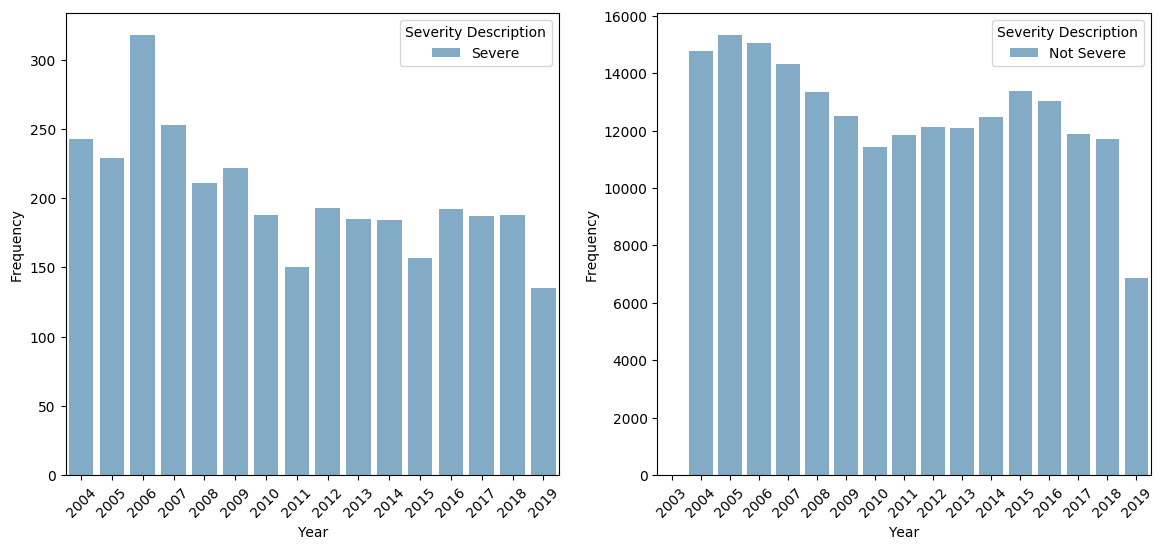 Severity Description
Severe
Frequency
300
250
200
150
100
50
0
2004 2005 2006 2007 2008 2009 2010 2011 2012 2013 2014 2015 2016 2017 2018 2019
Year
Severity Description
Not Severe
Frequency
16000
14000
12000
10000
8000
6000
4000
2000
0
2003 2004 2005 2006 2007 2008 2009 2010 2011 2012 2013 2014 2015 2016 2017 2018 2019
Year